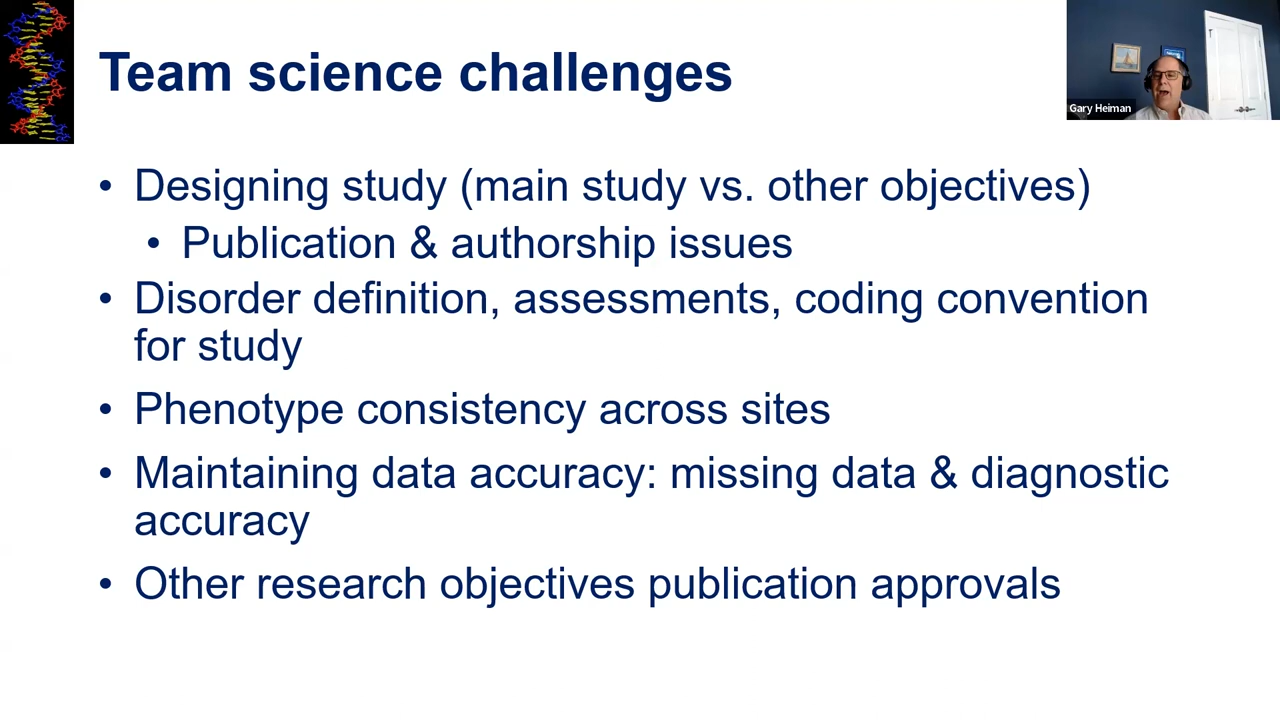 Team science challenges
Gary Heiman
• Designing study (main study vs. other objectives)
• Publication & authorship issues
• Disorder definition, assessments, coding convention
for study
• Phenotype consistency across sites
• Maintaining data accuracy: missing data & diagnostic
accuracy
• Other research objectives publication approvals